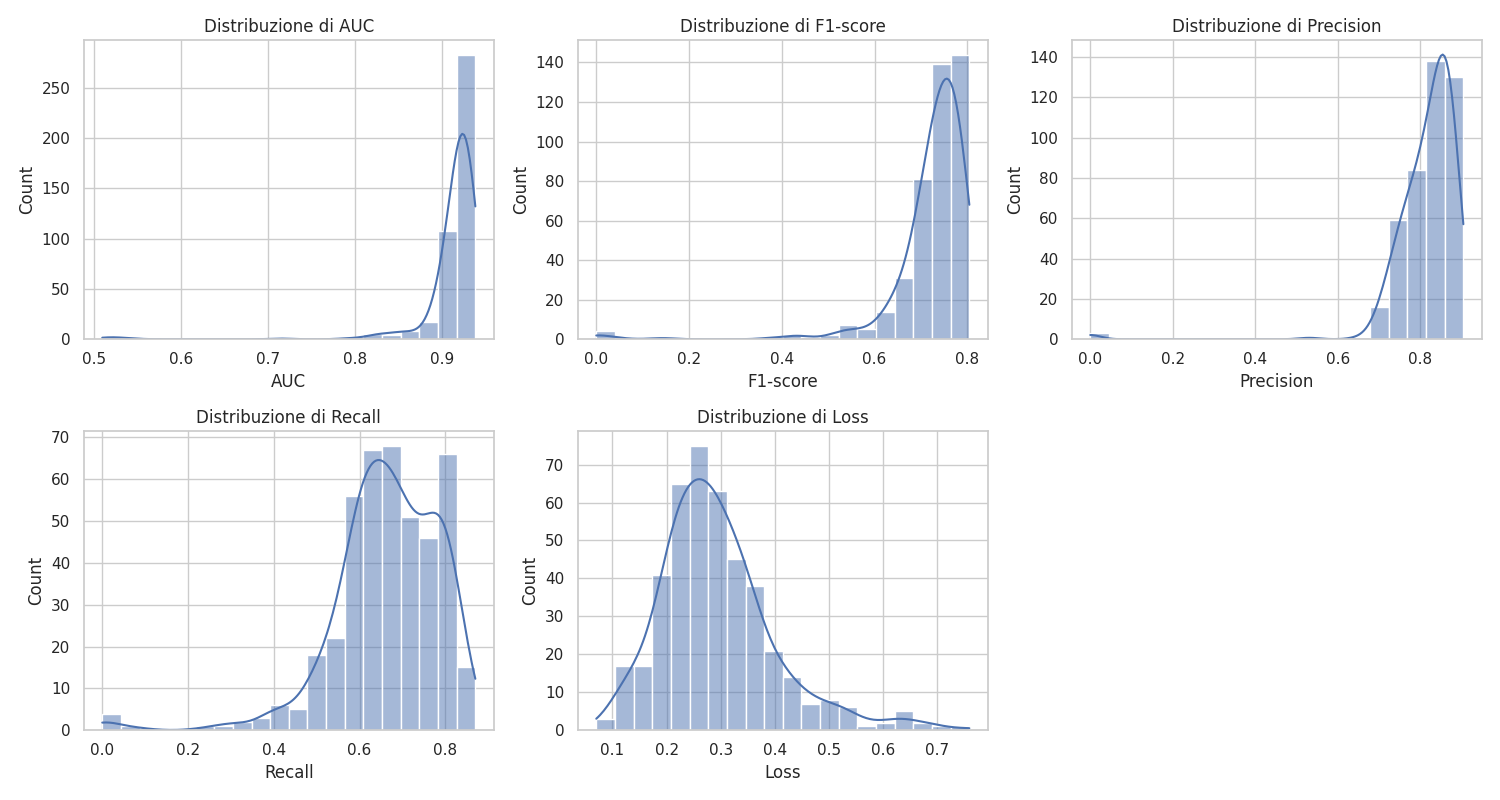 Distribuzione di AUC
Count
250
200
150
100
50
0
0.5 0.6 0.7 0.8 0.9
AUC
Distribuzione di F1-score
Count
140
120
100
80
60
40
20
0
0.0 0.2 0.4 0.6 0.8
F1-score
Distribuzione di Precision
Count
140
120
100
80
60
40
20
0
0.0 0.2 0.4 0.6 0.8
Precision
Distribuzione di Recall
Count
70
60
50
40
30
20
10
0
0.0 0.2 0.4 0.6 0.8
Recall
Distribuzione di Loss
Count
70
60
50
40
30
20
10
0
0.1 0.2 0.3 0.4 0.5 0.6 0.7
Loss